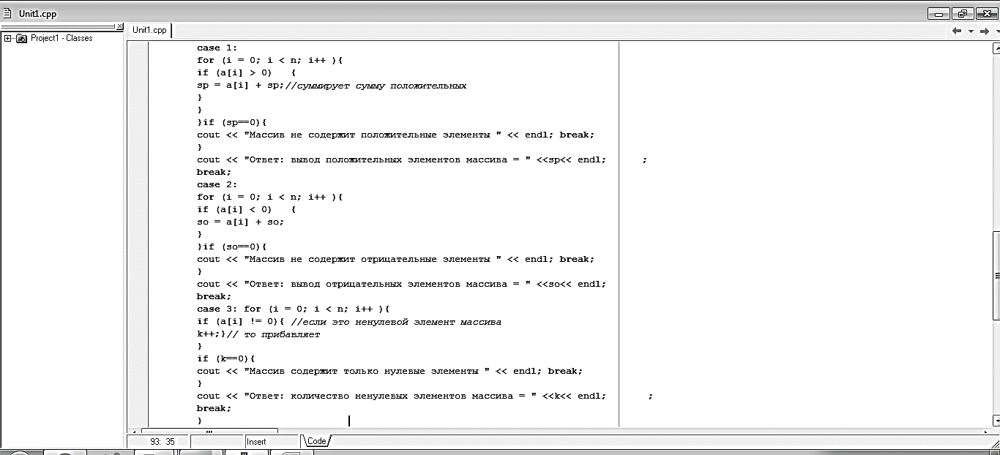 Unit1.cpp
Project1 - Classes
Unit1.cpp
case 1:
for (i = 0; i < n; i++ ){
if (a[i] > 0)   {
sp = a[i] + sp;//суммирует сумму положительных
}
}
}if (sp==0){
cout << "Массив не содержит положительные элементы " << endl; break;
}
cout << "Ответ: вывод положительных элементов массива = " <<sp<< endl;      ;
break;
case 2:
for (i = 0; i < n; i++ ){
if (a[i] < 0)   {
so = a[i] + so;
}
}if (so==0){
cout << "Массив не содержит отрицательные элементы " << endl; break;
}
cout << "Ответ: вывод отрицательных элементов массива = " <<so<< endl;
break;
case 3: for (i = 0; i < n; i++ ){
if (a[i] != 0){ //если это ненулевой элемент массива
k++;}// то прибавляет
}
if (k==0){
cout << "Массив содержит только нулевые элементы " << endl; break;
}
cout << "Ответ: количество ненулевых элементов массива = " <<k<< endl;       ;
break;
}
93: 35
Insert
Code